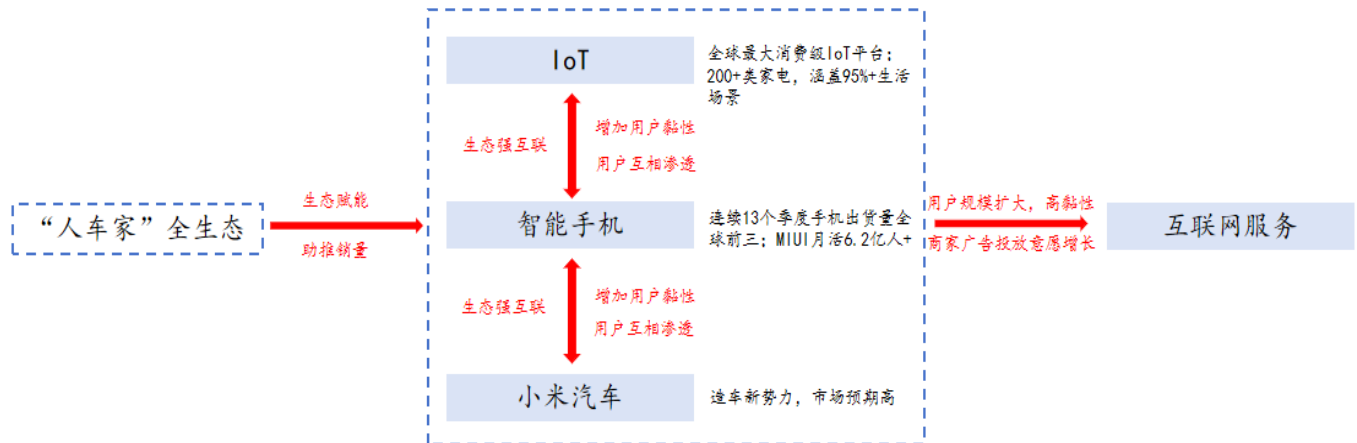 IoT
全球最大消费级IoT平台；
200+类家电，涵盖95%+生活
场景
生态强互联
增加用户黏性
用户互相渗透
“人车家”全生态
生态赋能
助推销量
智能手机
连续13个季度手机出货量全
球前三；MIUI月活6.2亿人+
用户规模扩大，高黏性
商家广告投放意愿增长
互联网服务
生态强互联
增加用户黏性
用户互相渗透
小米汽车
造车新势力，市场预期高